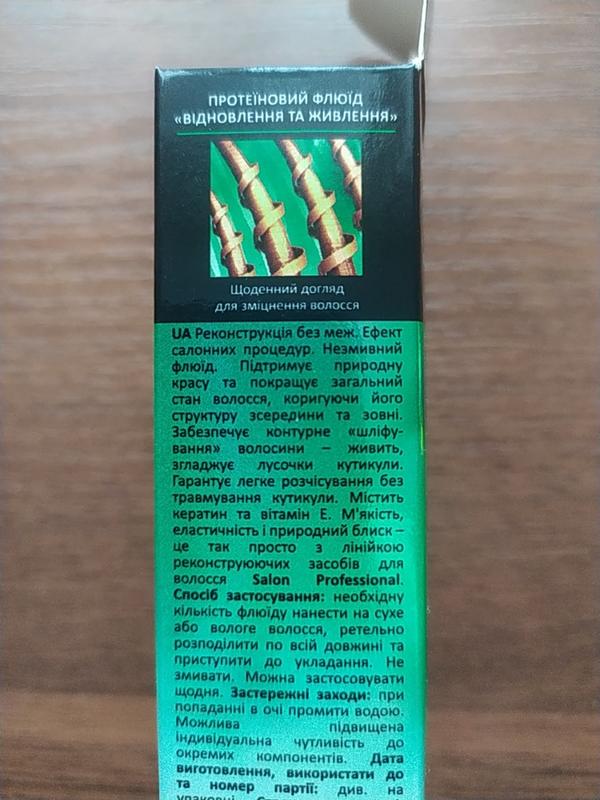 ПРОТЕЇНОВИЙ ФЛЮЇД
«ВІДНОВЛЕННЯ ТА ЖИВЛЕННЯ»
Щоденний догляд
для зміцнення волосся
UA Реконструкція без меж. Ефект
салонних процедур. Незмивний
флюїд. Підтримує природну
красу та покращує загальний
стан волосся, коригуючи його
структуру зсередини та зовні.
Забезпечує контурне «шліфу-
вання» волосини – живить,
згладжує лусочки кутикули.
Гарантує легке розчісування без
травмування кутикули. Містить
кератин та вітамін Е. М'якість,
еластичність і природний блиск –
це так просто з лінійкою
реконструюючих засобів для
волосся Salon Professional.
Спосіб застосування: необхідну
кількість флюїду нанести на сухе
або вологе волосся, ретельно
розподілити по всій довжині та
приступити до укладання. Не
змивати. Можна застосовувати
щодня. Застережні заходи: при
попаданні в очі промити водою.
Можлива підвищена
індивідуальна чутливість до
окремих компонентів. Дата
виготовлення, використати до
та номер партії: див. на
упаковці.